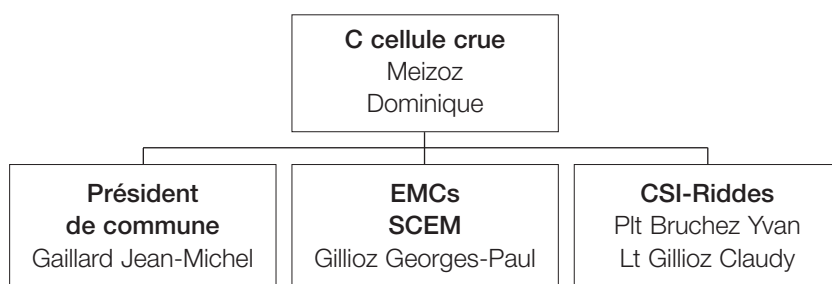 C cellule crue
Meizoz
Dominique
Président
de commune
Gaillard Jean-Michel
EMCs
SCEM
Gillioz Georges-Paul
CSI-Riddes
Plt Bruchez Yvan
Lt Gillioz Claudy